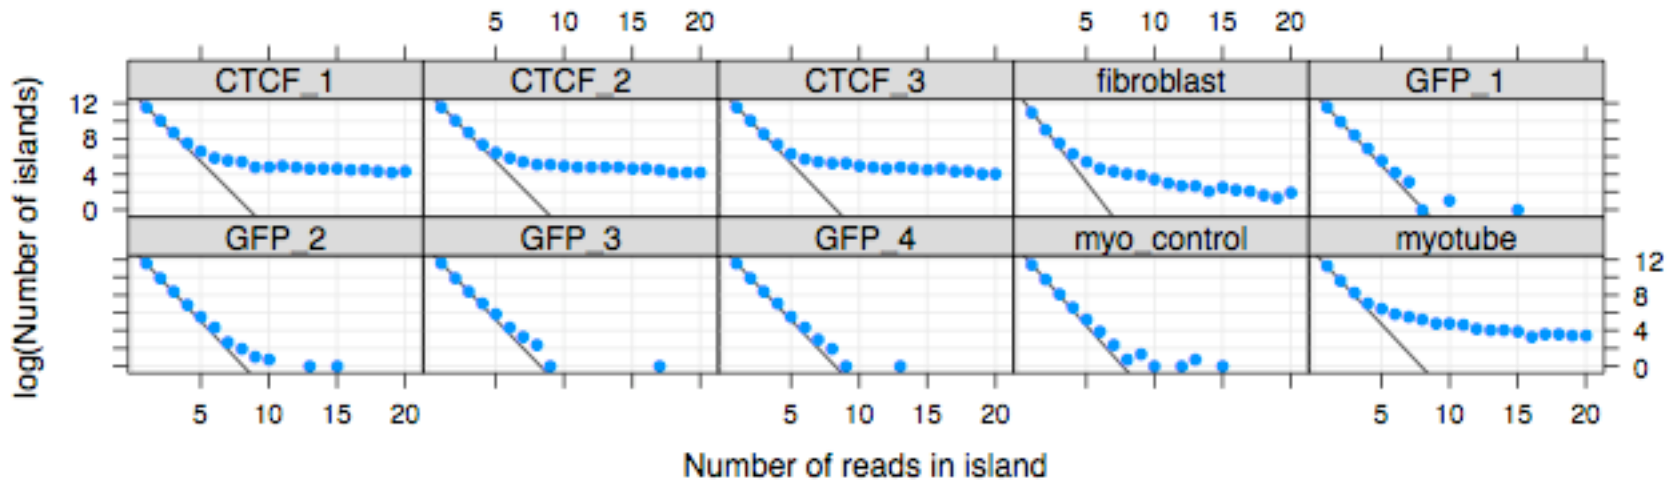 5 10 15 20 5 10 15 20
CTCF_1 CTCF_2 CTCF_3 fibroblast GFP_1
12
8
4
0
GFP_2 GFP_3 GFP_4 myo_control myotube
12
8
4
0
5 10 15 20 5 10 15 20 5 10 15 20
log(Number of islands)
Number of reads in island